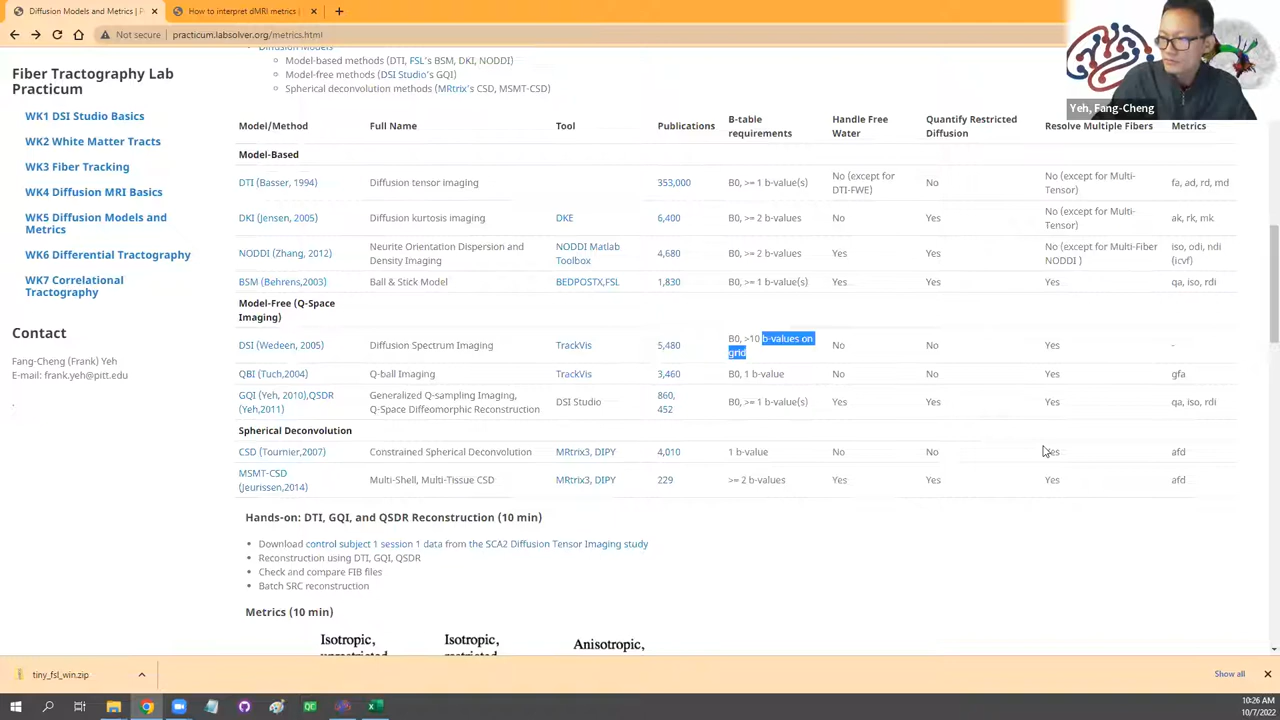 Diffusion Models and Metrics | P
How to interpret dMRI metrics |
Not secure
practicum.labsolver.org/metrics.html
Yeh, Fang-Cheng
Fiber Tractography Lab
Practicum
WK1 DSI Studio Basics
WK2 White Matter Tracts
WK3 Fiber Tracking
WK4 Diffusion MRI Basics
WK5 Diffusion Models and
Metrics
WK6 Differential Tractography
WK7 Correlational
Tractography
Contact
Fang-Cheng (Frank) Yeh
E-mail: frank.yeh@pitt.edu
.
Diffusion Models
Model-based methods (DTI, FSL's BSM, DKI, NODDI)
Model-free methods (DSI Studio's GQI)
Spherical deconvolution methods (MRtrix's CSD, MSMT-CSD)
Model/Method Full Name Tool Publications B-table requirements Handle Free Water Quantify Restricted Diffusion Resolve Multiple Fibers Metrics
Model-Based
DTI (Basser, 1994) Diffusion tensor imaging 353,000 B0, >= 1 b-value(s) No (except for DTI-FWE) No No (except for Multi-Tensor) fa, ad, rd, md
DKI (Jensen, 2005) Diffusion kurtosis imaging DKE 6,400 B0, >= 2 b-values No Yes No (except for Multi-Tensor) ak, rk, mk
NODDI (Zhang, 2012) Neurite Orientation Dispersion and Density Imaging NODDI Matlab Toolbox 4,680 B0, >= 2 b-values Yes Yes No (except for Multi-Fiber NODDI ) iso, odi, ndi (icvf)
BSM (Behrens,2003) Ball & Stick Model BEDPOSTX,FSL 1,830 B0, >= 1 b-value(s) Yes Yes Yes qa, iso, rdi
Model-Free (Q-Space Imaging)
DSI (Wedeen, 2005) Diffusion Spectrum Imaging TrackVis 5,480 B0, >10 b-values on grid No No Yes -
QBI (Tuch,2004) Q-ball Imaging TrackVis 3,460 B0, 1 b-value No No Yes gfa
GQI (Yeh, 2010),QSDR (Yeh,2011) Generalized Q-sampling Imaging, Q-Space Diffeomorphic Reconstruction DSI Studio 860, 452 B0, >= 1 b-value(s) Yes Yes Yes qa, iso, rdi
Spherical Deconvolution
CSD (Tournier,2007) Constrained Spherical Deconvolution MRtrix3, DIPY 4,010 1 b-value No No Yes afd
MSMT-CSD (Jeurissen,2014) Multi-Shell, Multi-Tissue CSD MRtrix3, DIPY 229 >= 2 b-values Yes Yes Yes afd
Hands-on: DTI, GQI, and QSDR Reconstruction (10 min)
Download control subject 1 session 1 data from the SCA2 Diffusion Tensor Imaging study
Reconstruction using DTI, GQI, QSDR
Check and compare FIB files
Batch SRC reconstruction
Metrics (10 min)
Isotropic,
Isotropic,
Anisotropic,
tiny_fsl_win.zip
Show all
10:26 AM
10/7/2022